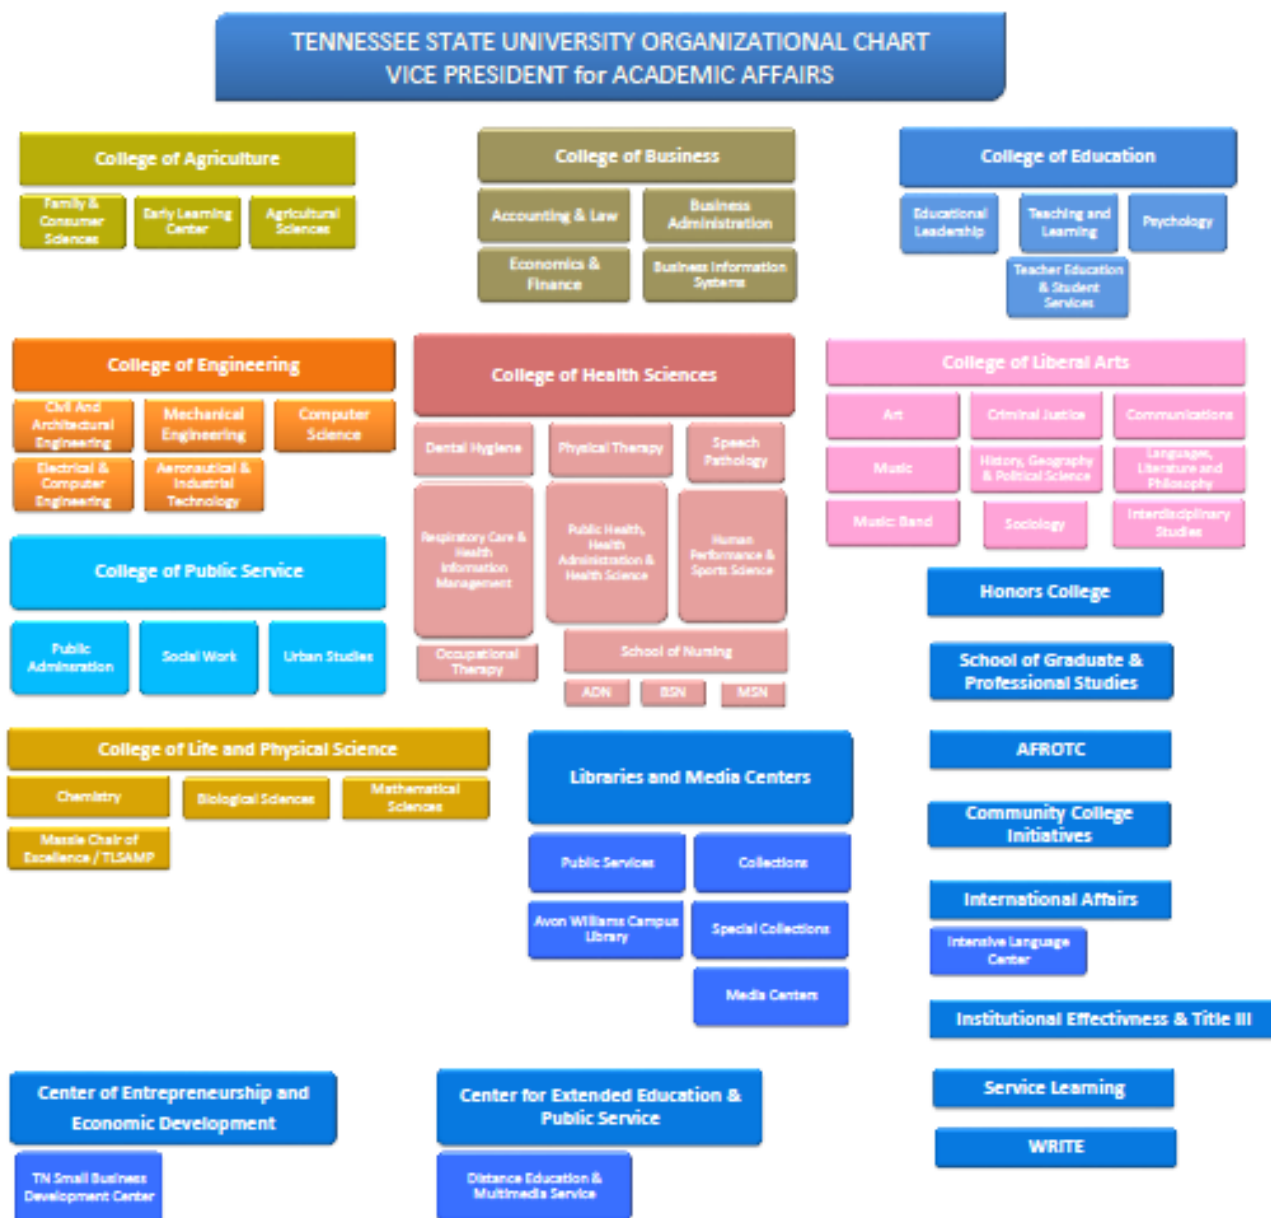 TENNESSEE STATE UNIVERSITY ORGANIZATIONAL CHART
VICE PRESIDENT for ACADEMIC AFFAIRS
College of Agriculture
Family &
Consumer
Sciences
Early Learning
Center
Agricultural
Sciences
College of Business
Accounting & Law
Business
Administration
Economics &
Finance
Business Information
Systems
College of Education
Educational
Leadership
Teaching and
Learning
Psychology
Teacher Education
& Student
Services
College of Engineering
Civil And
Architectural
Engineering
Mechanical
Engineering
Computer
Science
Electrical &
Computer
Engineering
Aeronautical &
Industrial
Technology
College of Health Sciences
Dental Hygiene
Physical Therapy
Speech
Pathology
Respiratory Care &
Health
Information
Management
Public Health,
Health
Administration &
Health Science
Human
Performance &
Sports Science
Occupational
Therapy
School of Nursing
ADN
BSN
MSN
College of Liberal Arts
Art
Criminal Justice
Communications
Music
History, Geography
& Political Science
Languages,
Literature and
Philosophy
Music: Band
Sociology
Interdisciplinary
Studies
College of Public Service
Public
Adminsration
Social Work
Urban Studies
Honors College
School of Graduate &
Professional Studies
AFROTC
Community College
Initiatives
International Affairs
Intensive Language
Center
Institutional Effectivness & Title III
Service Learning
WRITE
College of Life and Physical Science
Chemistry
Biological Sciences
Mathematical
Sciences
Massie Chair of
Excellence / TLSAMP
Libraries and Media Centers
Public Services
Collections
Avon Williams Campus
Library
Special Collections
Media Centers
Center of Entrepreneurship and
Economic Development
TN Small Business
Development Center
Center for Extended Education &
Public Service
Distance Education &
Multimedia Service